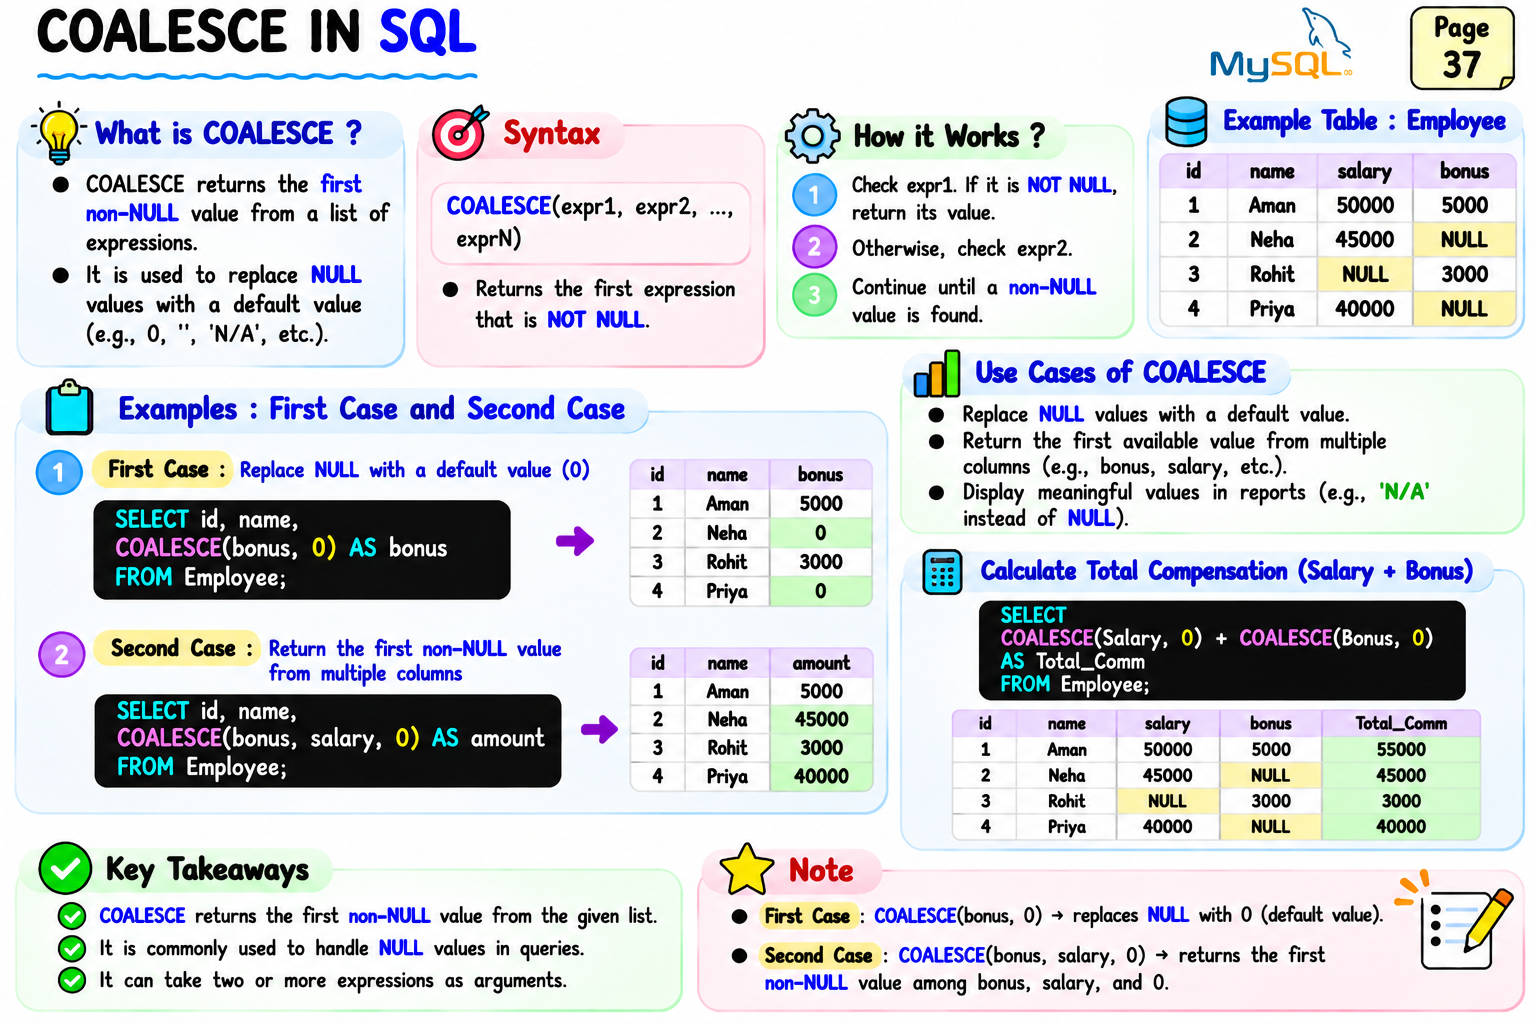 COALESCE IN SQL
MySQL
Page
37
What is COALESCE ?
● COALESCE returns the first
non-NULL value from a list of
expressions.
● It is used to replace NULL
values with a default value
(e.g., 0, '', 'N/A', etc.).
Syntax
COALESCE(expr1, expr2, ...,
exprN)
● Returns the first expression
that is NOT NULL.
How it Works ?
1 Check expr1. If it is NOT NULL,
return its value.
2 Otherwise, check expr2.
3 Continue until a non-NULL
value is found.
Example Table : Employee
id name salary bonus
1 Aman 50000 5000
2 Neha 45000 NULL
3 Rohit NULL 3000
4 Priya 40000 NULL
Examples : First Case and Second Case
1 First Case : Replace NULL with a default value (0)
SELECT id, name,
COALESCE(bonus, 0) AS bonus
FROM Employee;
id name bonus
1 Aman 5000
2 Neha 0
3 Rohit 3000
4 Priya 0
2 Second Case : Return the first non-NULL value
from multiple columns
SELECT id, name,
COALESCE(bonus, salary, 0) AS amount
FROM Employee;
id name amount
1 Aman 5000
2 Neha 45000
3 Rohit 3000
4 Priya 40000
Use Cases of COALESCE
● Replace NULL values with a default value.
● Return the first available value from multiple
columns (e.g., bonus, salary, etc.).
● Display meaningful values in reports (e.g., 'N/A'
instead of NULL).
Calculate Total Compensation (Salary + Bonus)
SELECT
COALESCE(Salary, 0) + COALESCE(Bonus, 0)
AS Total_Comm
FROM Employee;
id name salary bonus Total_Comm
1 Aman 50000 5000 55000
2 Neha 45000 NULL 45000
3 Rohit NULL 3000 3000
4 Priya 40000 NULL 40000
Key Takeaways
COALESCE returns the first non-NULL value from the given list.
It is commonly used to handle NULL values in queries.
It can take two or more expressions as arguments.
Note
● First Case : COALESCE(bonus, 0) → replaces NULL with 0 (default value).
● Second Case : COALESCE(bonus, salary, 0) → returns the first
non-NULL value among bonus, salary, and 0.